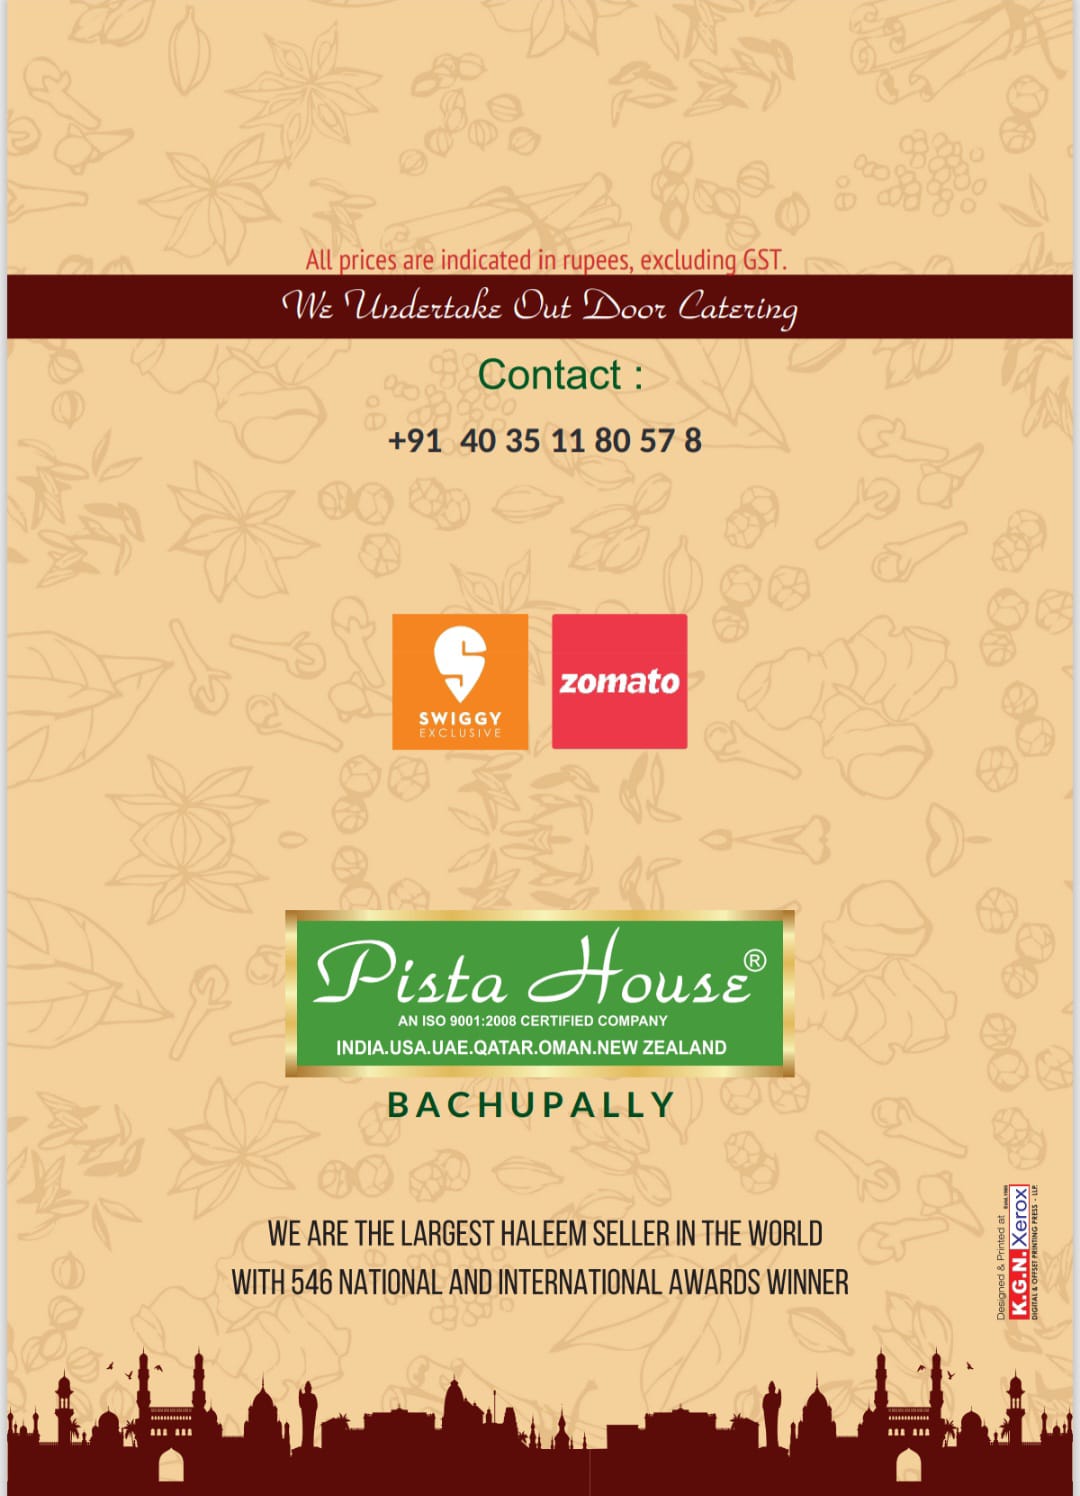 All prices are indicated in rupees, excluding GST.
We Undertake Out Door Catering
Contact :
+91 40 35 11 80 57 8
SWIGGY
EXCLUSIVE
zomato
Pista House®
AN ISO 9001:2008 CERTIFIED COMPANY
INDIA.USA.UAE.QATAR.OMAN.NEW ZEALAND
BACHUPALLY
WE ARE THE LARGEST HALEEM SELLER IN THE WORLD
WITH 546 NATIONAL AND INTERNATIONAL AWARDS WINNER
Designed & Printed at
K.G.N. Xerox
DIGITAL & OFFSET PRINTING PRESS - LLP.